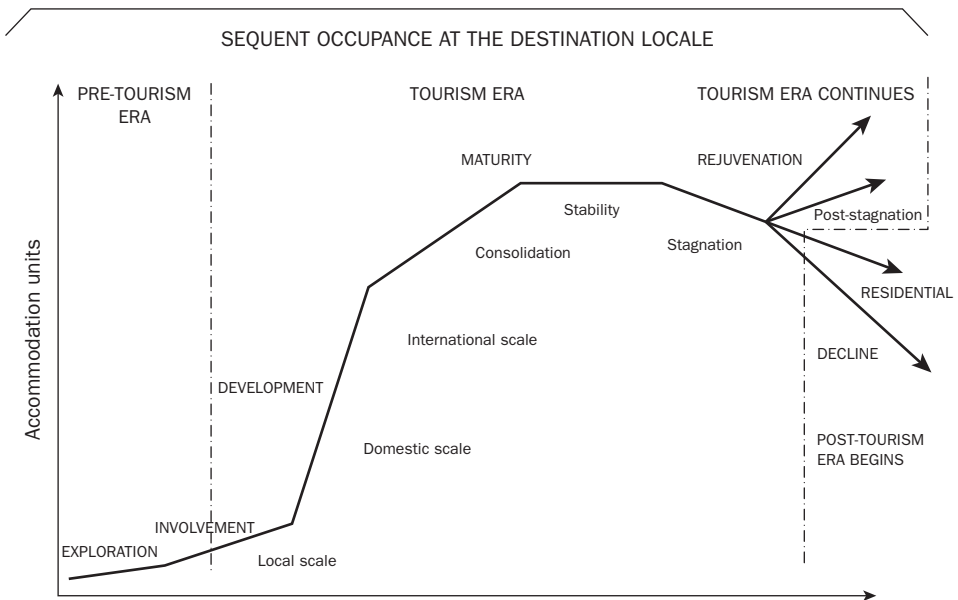 SEQUENT OCCUPANCE AT THE DESTINATION LOCALE
PRE-TOURISM
ERA
TOURISM ERA
TOURISM ERA CONTINUES
MATURITY
REJUVENATION
Stability
Post-stagnation
Consolidation
Stagnation
RESIDENTIAL
International scale
DECLINE
Accommodation units
DEVELOPMENT
Domestic scale
POST-TOURISM
ERA BEGINS
INVOLVEMENT
EXPLORATION
Local scale